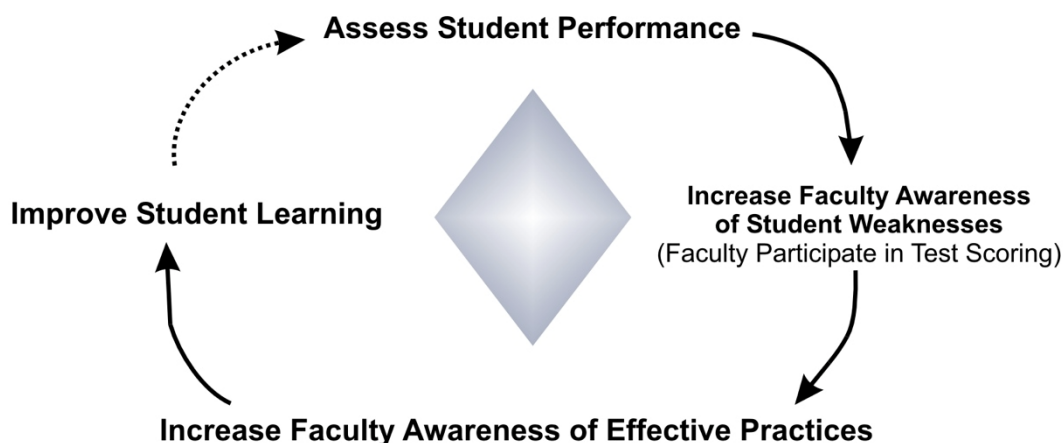 Assess Student Performance
Increase Faculty Awareness
of Student Weaknesses
(Faculty Participate in Test Scoring)
Improve Student Learning
Increase Faculty Awareness of Effective Practices